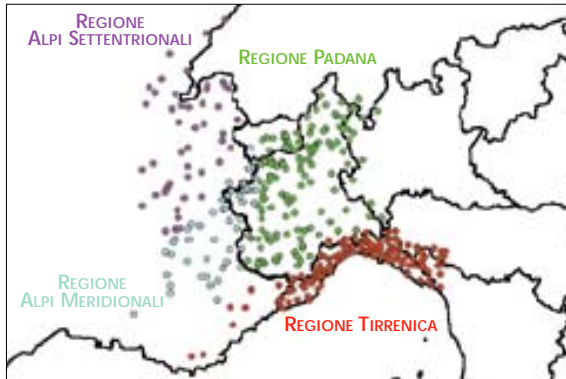 REGIONE
ALPI SETTENTRIONALI
REGIONE PADANA
REGIONE
ALPI MERIDIONALI
REGIONE TIRRENICA